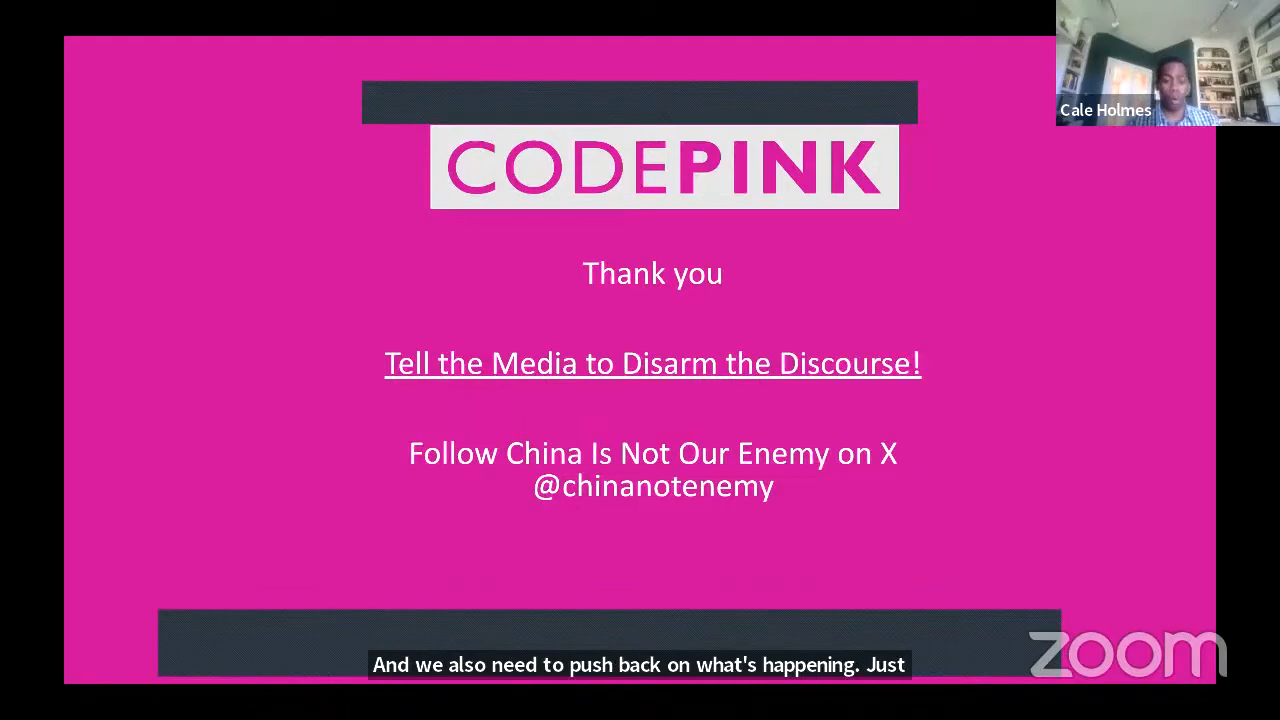 Cale Holmes
CODEPINK
Thank you
Tell the Media to Disarm the Discourse!
Follow China Is Not Our Enemy on X
@chinanotenemy
And we also need to push back on what's happening. Just
zoom